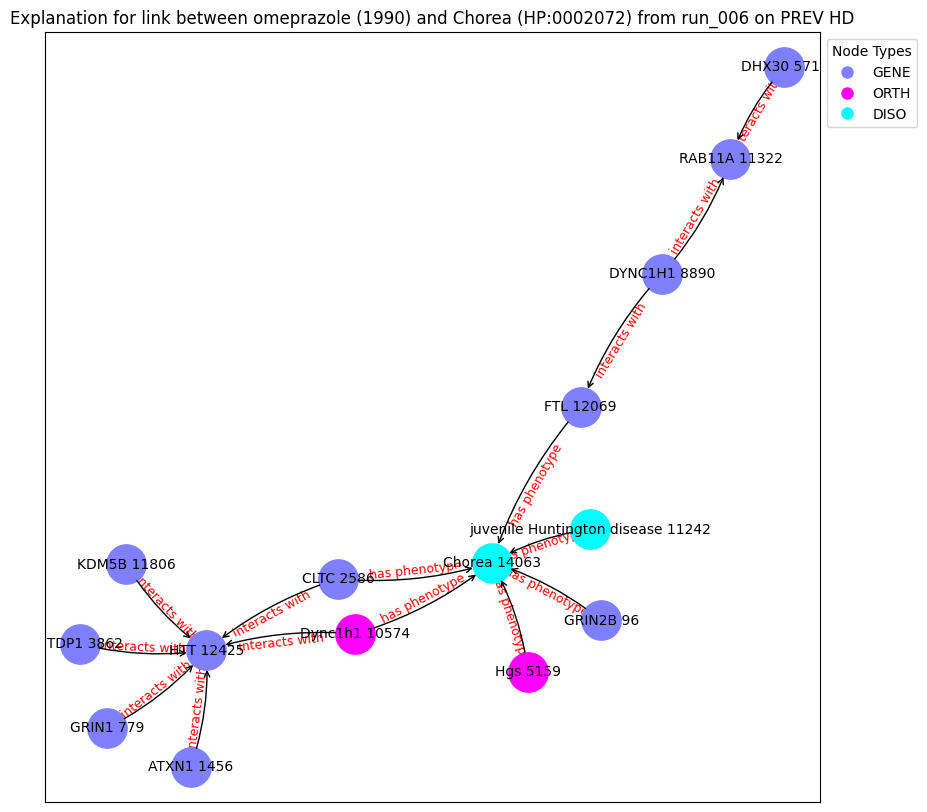 Explanation for link between omeprazole (1990) and Chorea (HP:0002072) from run_006 on PREV HD
Node Types
GENE
ORTH
DISO
DHX30 571
interacts with
RAB11A 11322
interacts with
DYNC1H1 8890
interacts with
FTL 12069
has phenotype
juvenile Huntington disease 11242
has phenotype
Chorea 14063
KDM5B 11806
CLTC 2586
has phenotype
interacts with
has phenotype
has phenotype
GRIN2B 96
interacts with
Dync1h1 10574
interacts with
TDP1 3862
interacts with
HTT 12425
has phenotype
Hgs 5159
interacts with
GRIN1 779
interacts with
ATXN1 1456